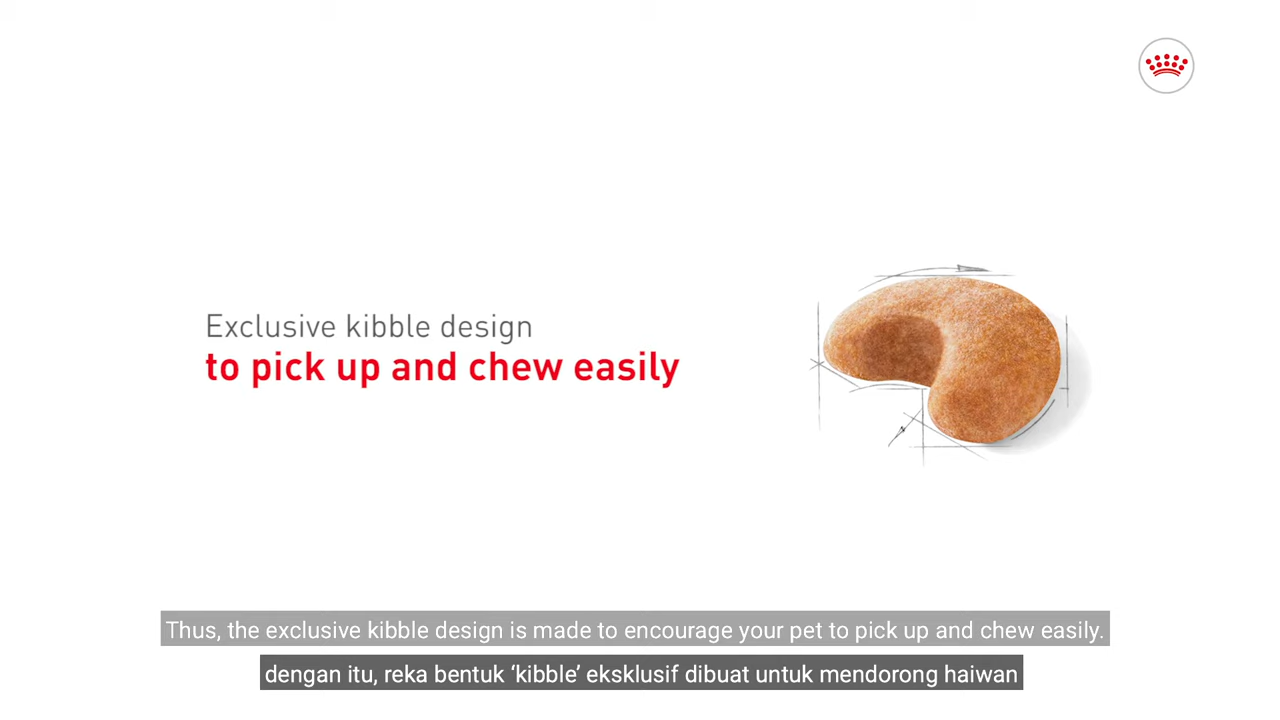 Exclusive kibble design
to pick up and chew easily
Thus, the exclusive kibble design is made to encourage your pet to pick up and chew easily.
dengan itu, reka bentuk ‘kibble’ eksklusif dibuat untuk mendorong haiwan